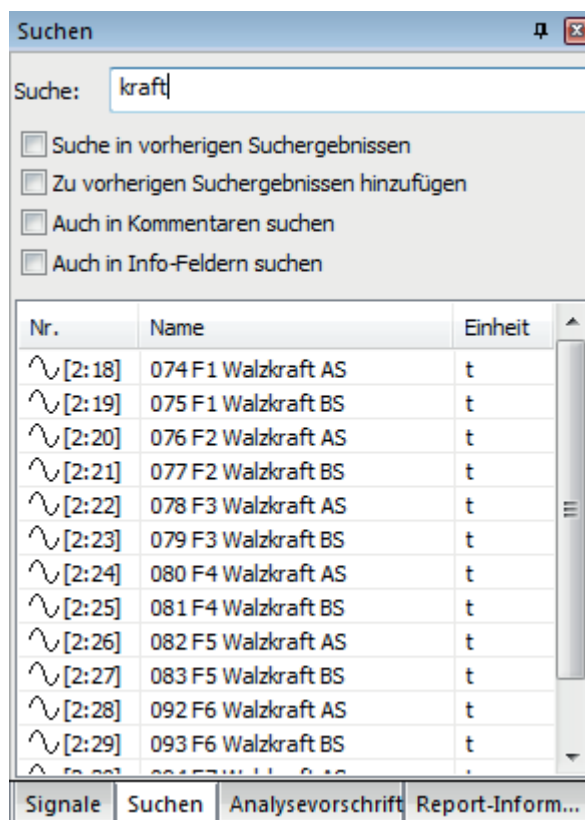 Suchen
Suche: kraft
Suche in vorherigen Suchergebnissen
Zu vorherigen Suchergebnissen hinzufügen
Auch in Kommentaren suchen
Auch in Info-Feldern suchen
Nr. Name Einheit
[2:18] 074 F1 Walzkraft AS t
[2:19] 075 F1 Walzkraft BS t
[2:20] 076 F2 Walzkraft AS t
[2:21] 077 F2 Walzkraft BS t
[2:22] 078 F3 Walzkraft AS t
[2:23] 079 F3 Walzkraft BS t
[2:24] 080 F4 Walzkraft AS t
[2:25] 081 F4 Walzkraft BS t
[2:26] 082 F5 Walzkraft AS t
[2:27] 083 F5 Walzkraft BS t
[2:28] 092 F6 Walzkraft AS t
[2:29] 093 F6 Walzkraft BS t
Signale Suchen Analysevorschrift Report-Inform...